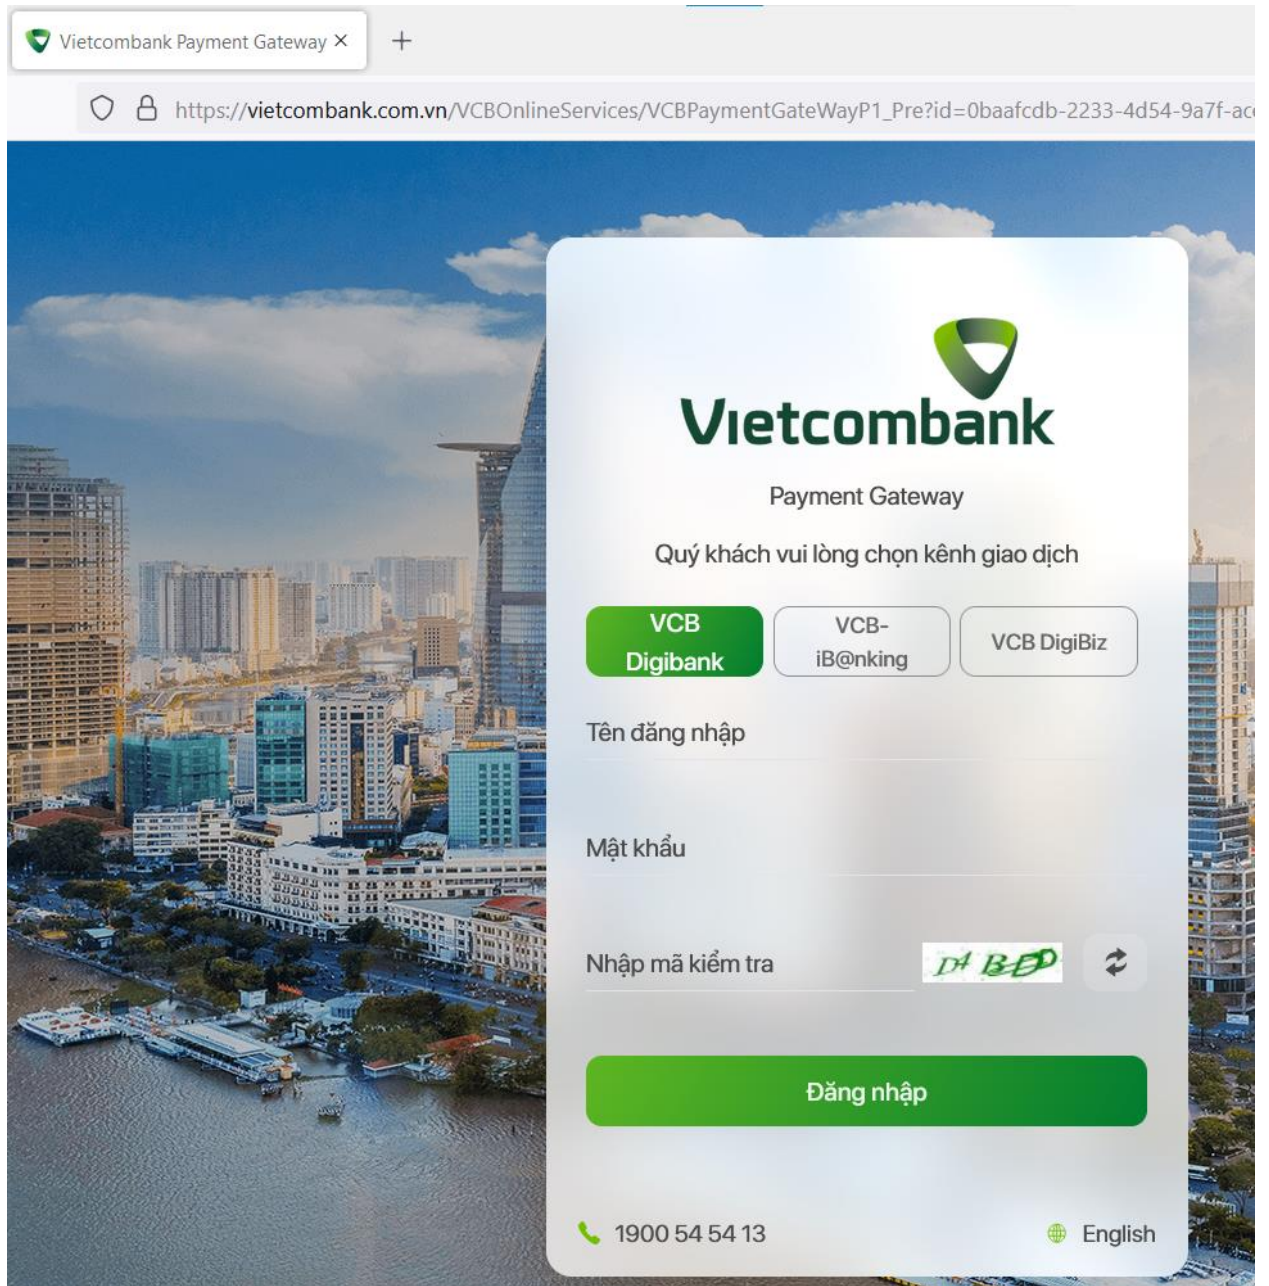 Vietcombank Payment Gateway
https://vietcombank.com.vn/VCBOnlineServices/VCBPaymentGateWayP1_Pre?id=0baafcdb-2233-4d54-9a7f-ac
Vietcombank
Payment Gateway
Quý khách vui lòng chọn kênh giao dịch
VCB
Digibank
VCB-
iB@nking
VCB DigiBiz
Tên đăng nhập
Mật khẩu
Nhập mã kiểm tra
Đăng nhập
1900 54 54 13
English